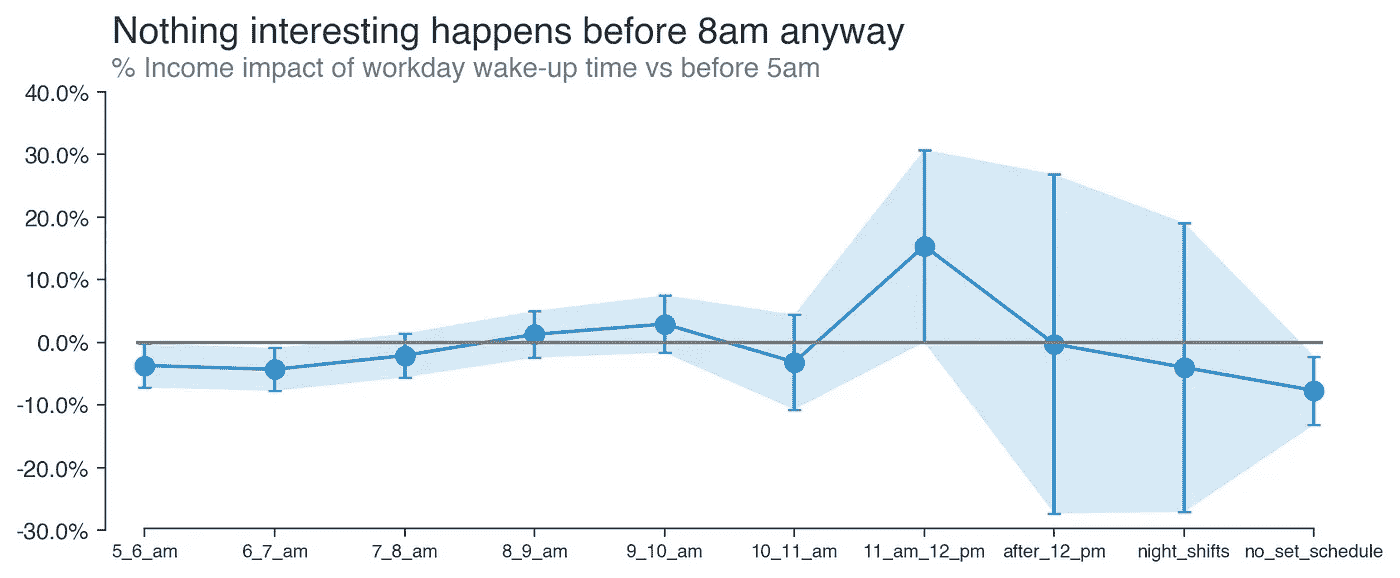 Nothing interesting happens before 8am anyway
% Income impact of workday wake-up time vs before 5am
40.0%
30.0%
20.0%
10.0%
0.0%
-10.0%
-20.0%
-30.0%
5_6_am 6_7_am 7_8_am 8_9_am 9_10_am 10_11_am 11_am_12_pm after_12_pm night_shifts no_set_schedule